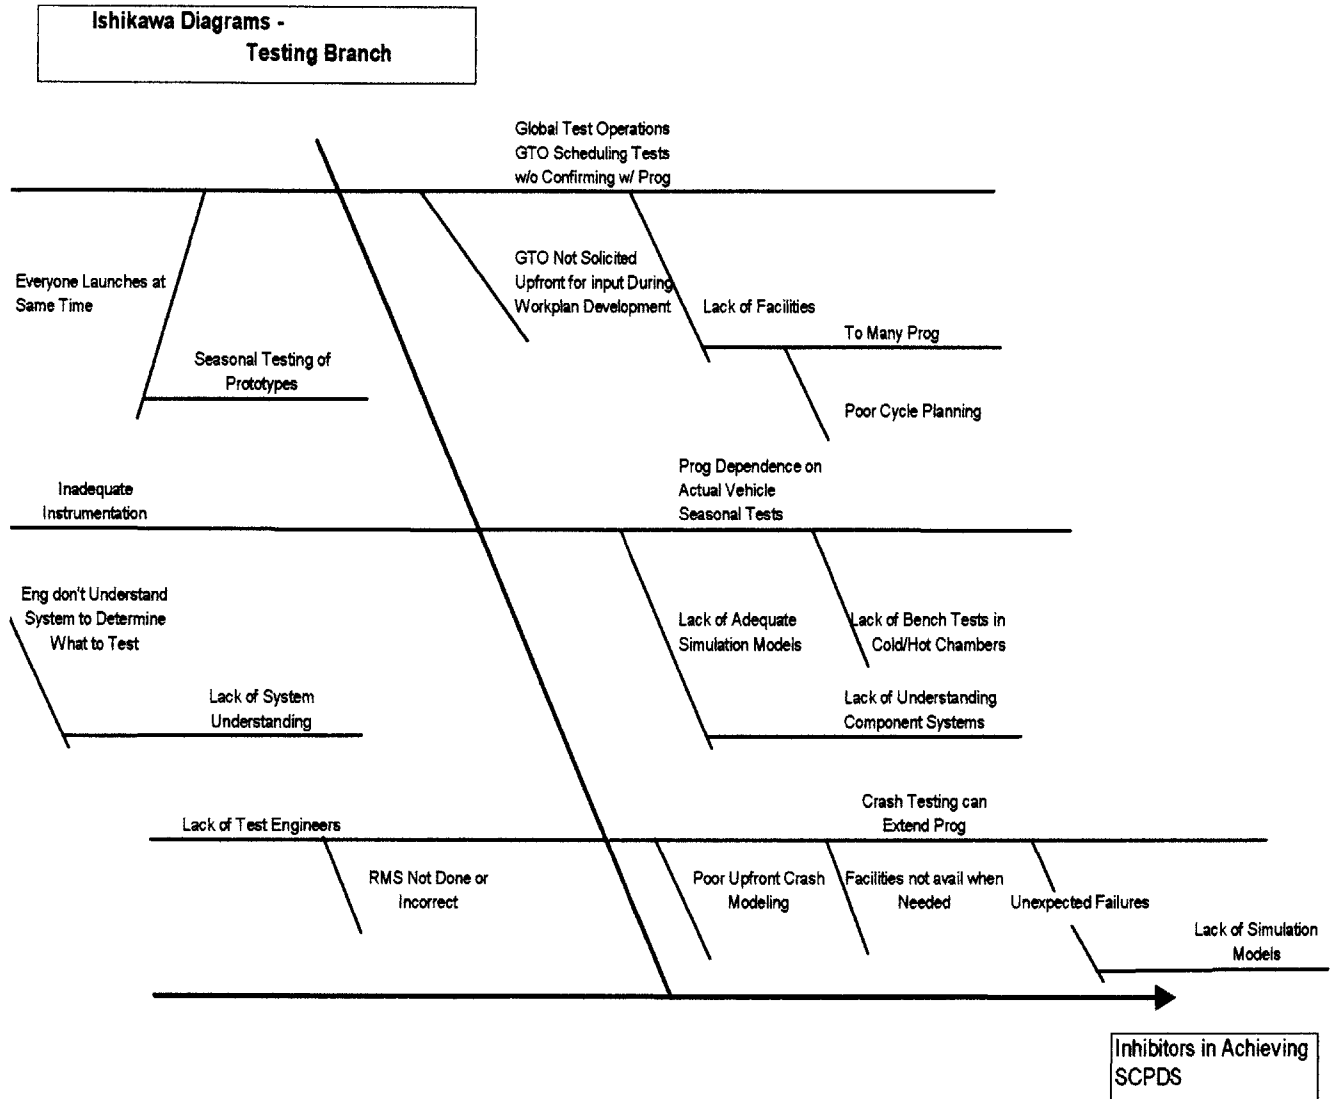 Ishikawa Diagrams -
Testing Branch
Global Test Operations
GTO Scheduling Tests
w/o Confirming w/ Prog
Everyone Launches at
Same Time
Seasonal Testing of
Prototypes
GTO Not Solicited
Upfront for input During
Workplan Development
Lack of Facilities
To Many Prog
Poor Cycle Planning
Inadequate
Instrumentation
Prog Dependence on
Actual Vehicle
Seasonal Tests
Eng don't Understand
System to Determine
What to Test
Lack of System
Understanding
Lack of Adequate
Simulation Models
Lack of Bench Tests in
Cold/Hot Chambers
Lack of Understanding
Component Systems
Lack of Test Engineers
RMS Not Done or
Incorrect
Crash Testing can
Extend Prog
Poor Upfront Crash
Modeling
Facilities not avail when
Needed
Unexpected Failures
Lack of Simulation
Models
Inhibitors in Achieving
SCPDS